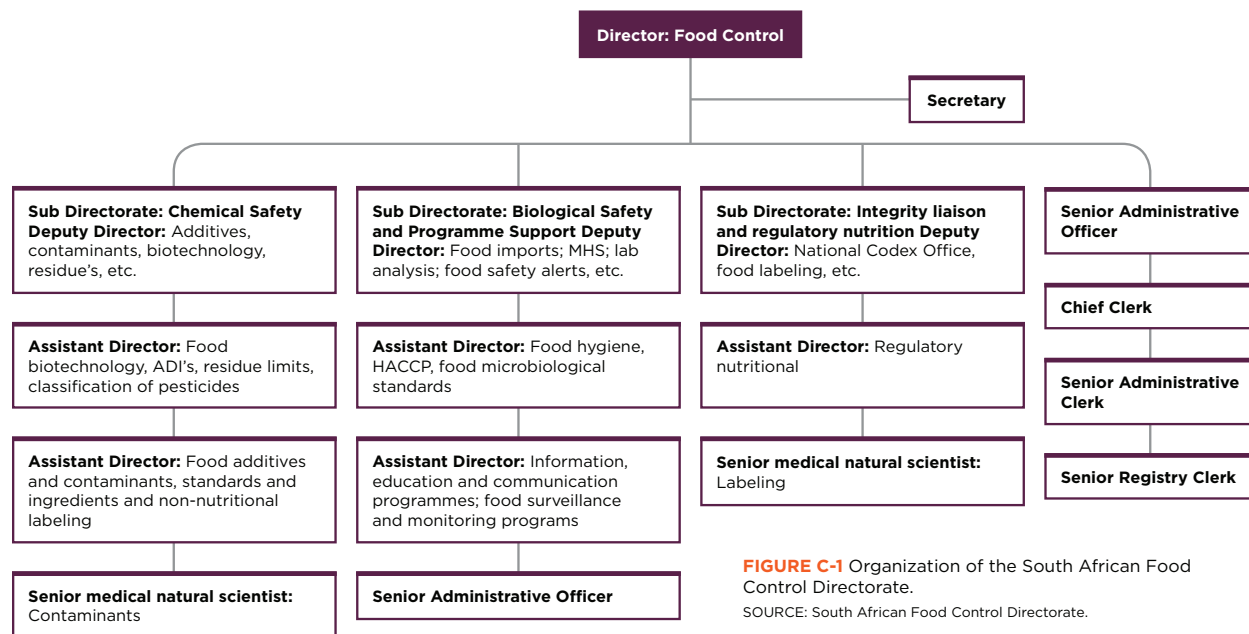 Director: Food Control
Secretary
Sub Directorate: Chemical Safety
Deputy Director: Additives,
contaminants, biotechnology,
residue's, etc.
Sub Directorate: Biological Safety
and Programme Support Deputy
Director: Food imports; MHS; lab
analysis; food safety alerts, etc.
Sub Directorate: Integrity liaison
and regulatory nutrition Deputy
Director: National Codex Office,
food labeling, etc.
Senior Administrative
Officer
Chief Clerk
Assistant Director: Food
biotechnology, ADI's, residue limits,
classification of pesticides
Assistant Director: Food hygiene,
HACCP, food microbiological
standards
Assistant Director: Regulatory
nutritional
Senior Administrative
Clerk
Assistant Director: Food additives
and contaminants, standards and
ingredients and non-nutritional
labeling
Assistant Director: Information,
education and communication
programmes; food surveillance
and monitoring programs
Senior medical natural scientist:
Labeling
Senior Registry Clerk
Senior medical natural scientist:
Contaminants
Senior Administrative Officer
FIGURE C-1 Organization of the South African Food
Control Directorate.
SOURCE: South African Food Control Directorate.